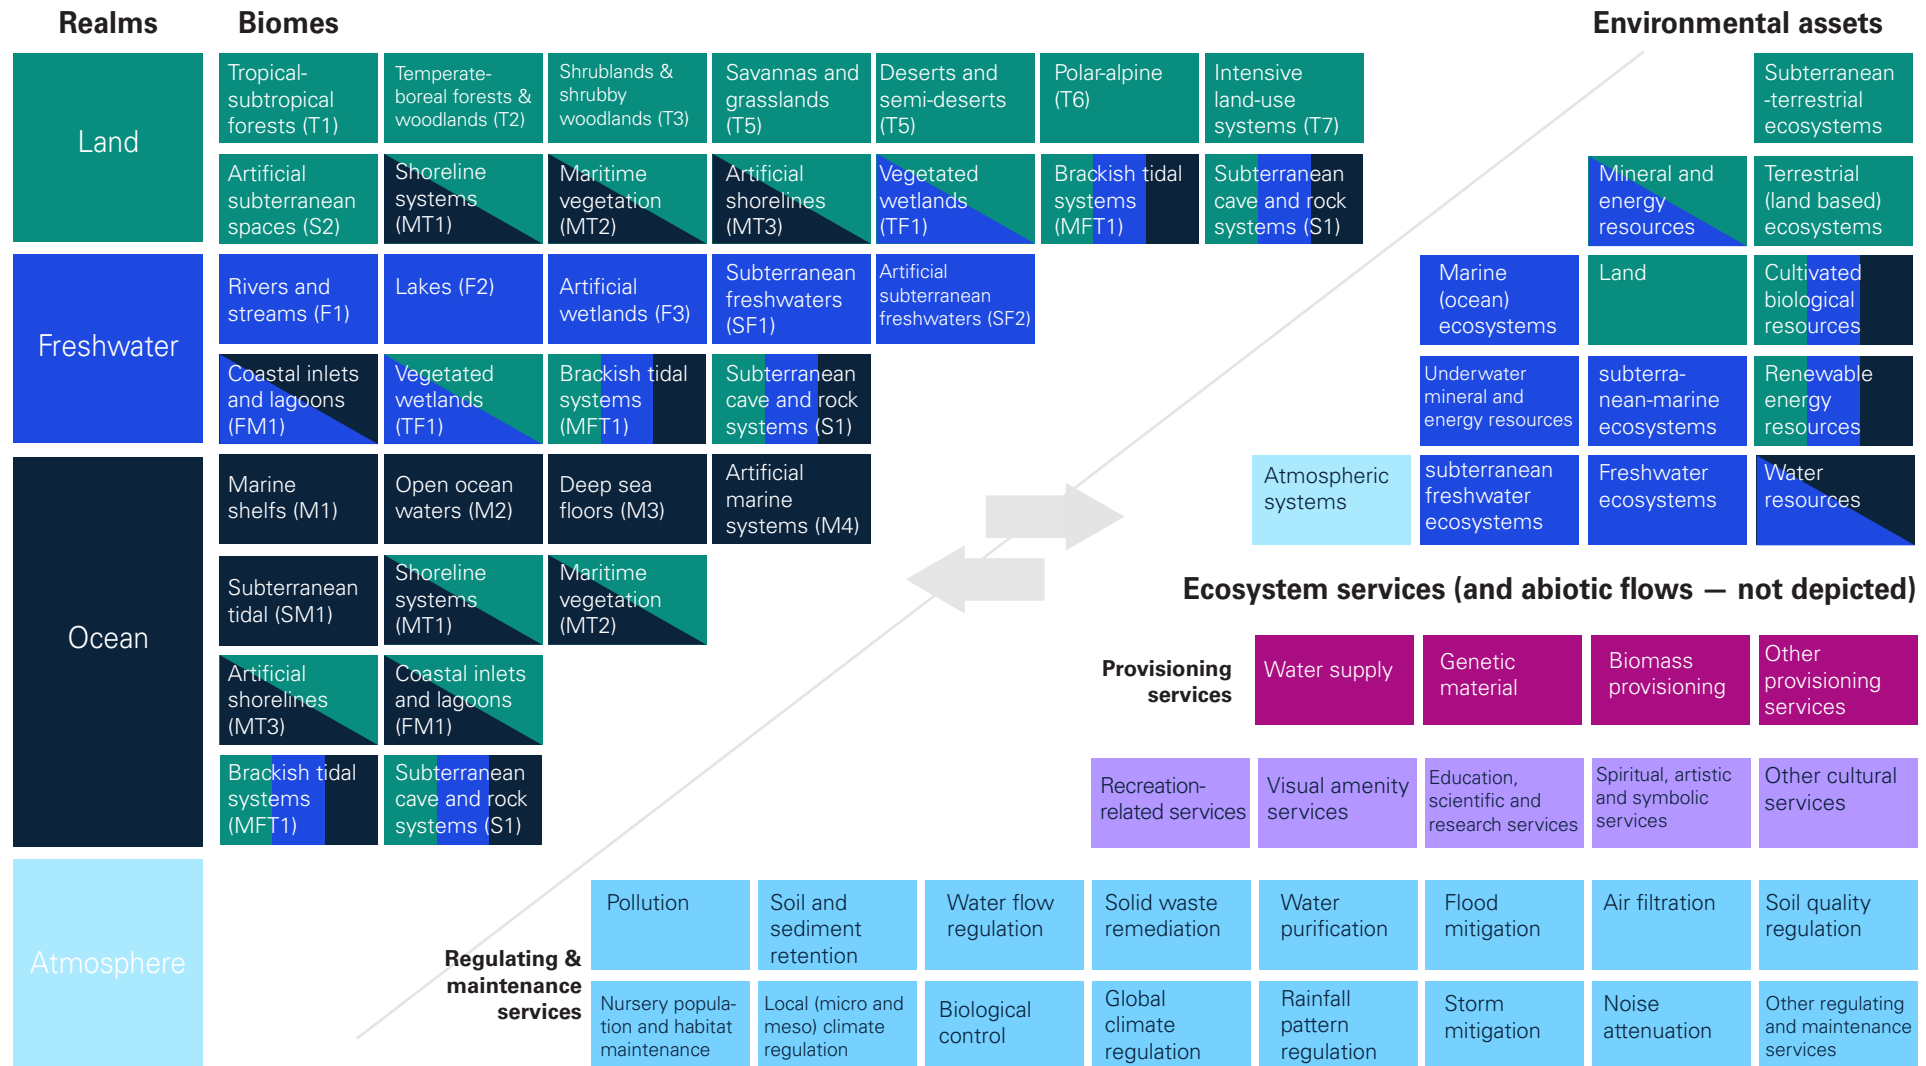 Realms
Biomes
Environmental assets
Land
Tropical-
subtropical
forests (T1)
Temperate-
boreal forests &
woodlands (T2)
Shrublands &
shrubby
woodlands (T3)
Savannas and
grasslands
(T5)
Deserts and
semi-deserts
(T5)
Polar-alpine
(T6)
Intensive
land-use
systems (T7)
Subterranean
-terrestrial
ecosystems
Artificial
subterranean
spaces (S2)
Shoreline
systems
(MT1)
Maritime
vegetation
(MT2)
Artificial
shorelines
(MT3)
Vegetated
wetlands
(TF1)
Brackish tidal
systems
(MFT1)
Subterranean
cave and rock
systems (S1)
Mineral and
energy
resources
Terrestrial
(land based)
ecosystems
Freshwater
Rivers and
streams (F1)
Lakes (F2)
Artificial
wetlands (F3)
Subterranean
freshwaters
(SF1)
Artificial
subterranean
freshwaters (SF2)
Marine
(ocean)
ecosystems
Land
Cultivated
biological
resources
Coastal inlets
and lagoons
(FM1)
Vegetated
wetlands
(TF1)
Brackish tidal
systems
(MFT1)
Subterranean
cave and rock
systems (S1)
Underwater
mineral and
energy resources
subterra-
nean-marine
ecosystems
Renewable
energy
resources
Ocean
Marine
shelfs (M1)
Open ocean
waters (M2)
Deep sea
floors (M3)
Artificial
marine
systems (M4)
Atmospheric
systems
subterranean
freshwater
ecosystems
Freshwater
ecosystems
Water
resources
Subterranean
tidal (SM1)
Shoreline
systems
(MT1)
Maritime
vegetation
(MT2)
Artificial
shorelines
(MT3)
Coastal inlets
and lagoons
(FM1)
Brackish tidal
systems
(MFT1)
Subterranean
cave and rock
systems (S1)
Ecosystem services (and abiotic flows — not depicted)
Provisioning
services
Water supply
Genetic
material
Biomass
provisioning
Other
provisioning
services
Recreation-
related services
Visual amenity
services
Education,
scientific and
research services
Spiritual, artistic
and symbolic
services
Other cultural
services
Atmosphere
Regulating &
maintenance
services
Pollution
Soil and
sediment
retention
Water flow
regulation
Solid waste
remediation
Water
purification
Flood
mitigation
Air filtration
Soil quality
regulation
Nursery popula-
tion and habitat
maintenance
Local (micro and
meso) climate
regulation
Biological
control
Global
climate
regulation
Rainfall
pattern
regulation
Storm
mitigation
Noise
attenuation
Other regulating
and maintenance
services